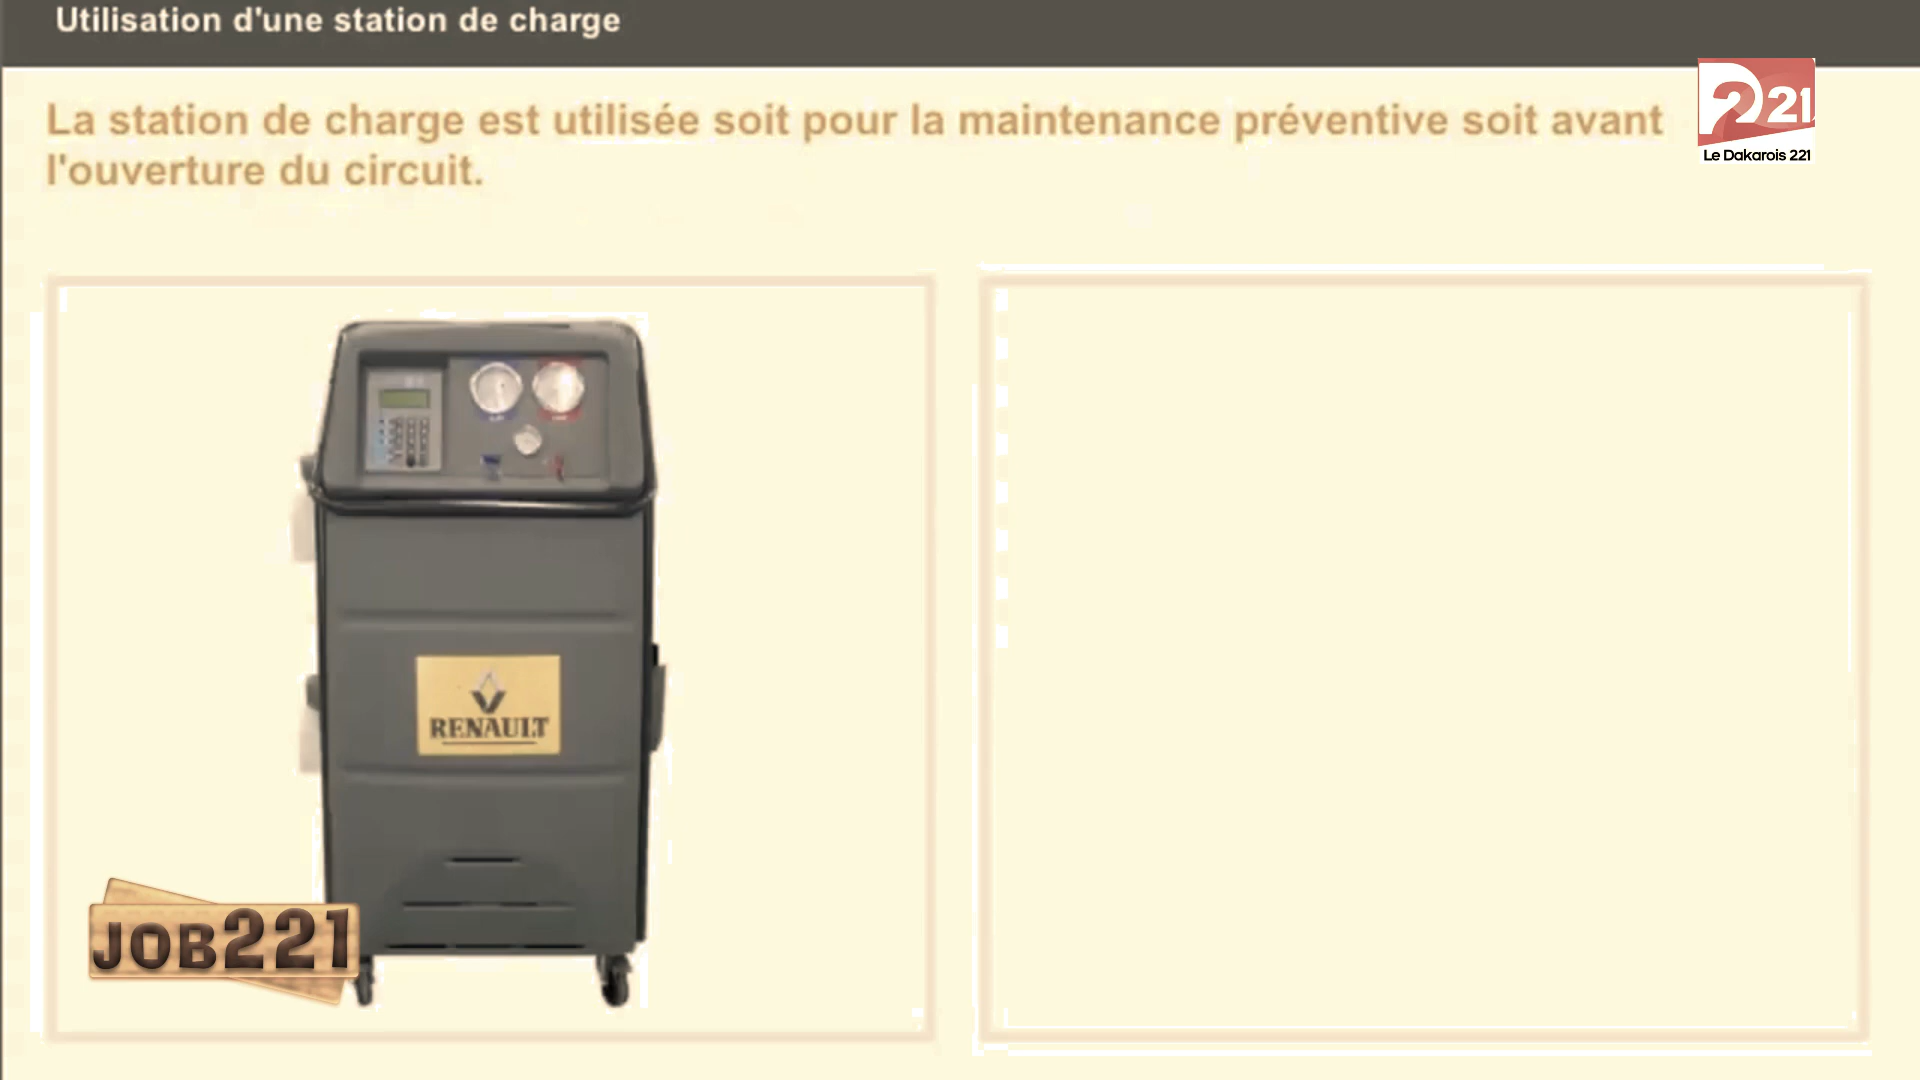 Utilisation d'une station de charge
La station de charge est utilisée soit pour la maintenance préventive soit avant
l'ouverture du circuit.
221
Le Dakarois 221
RENAULT
JOB221